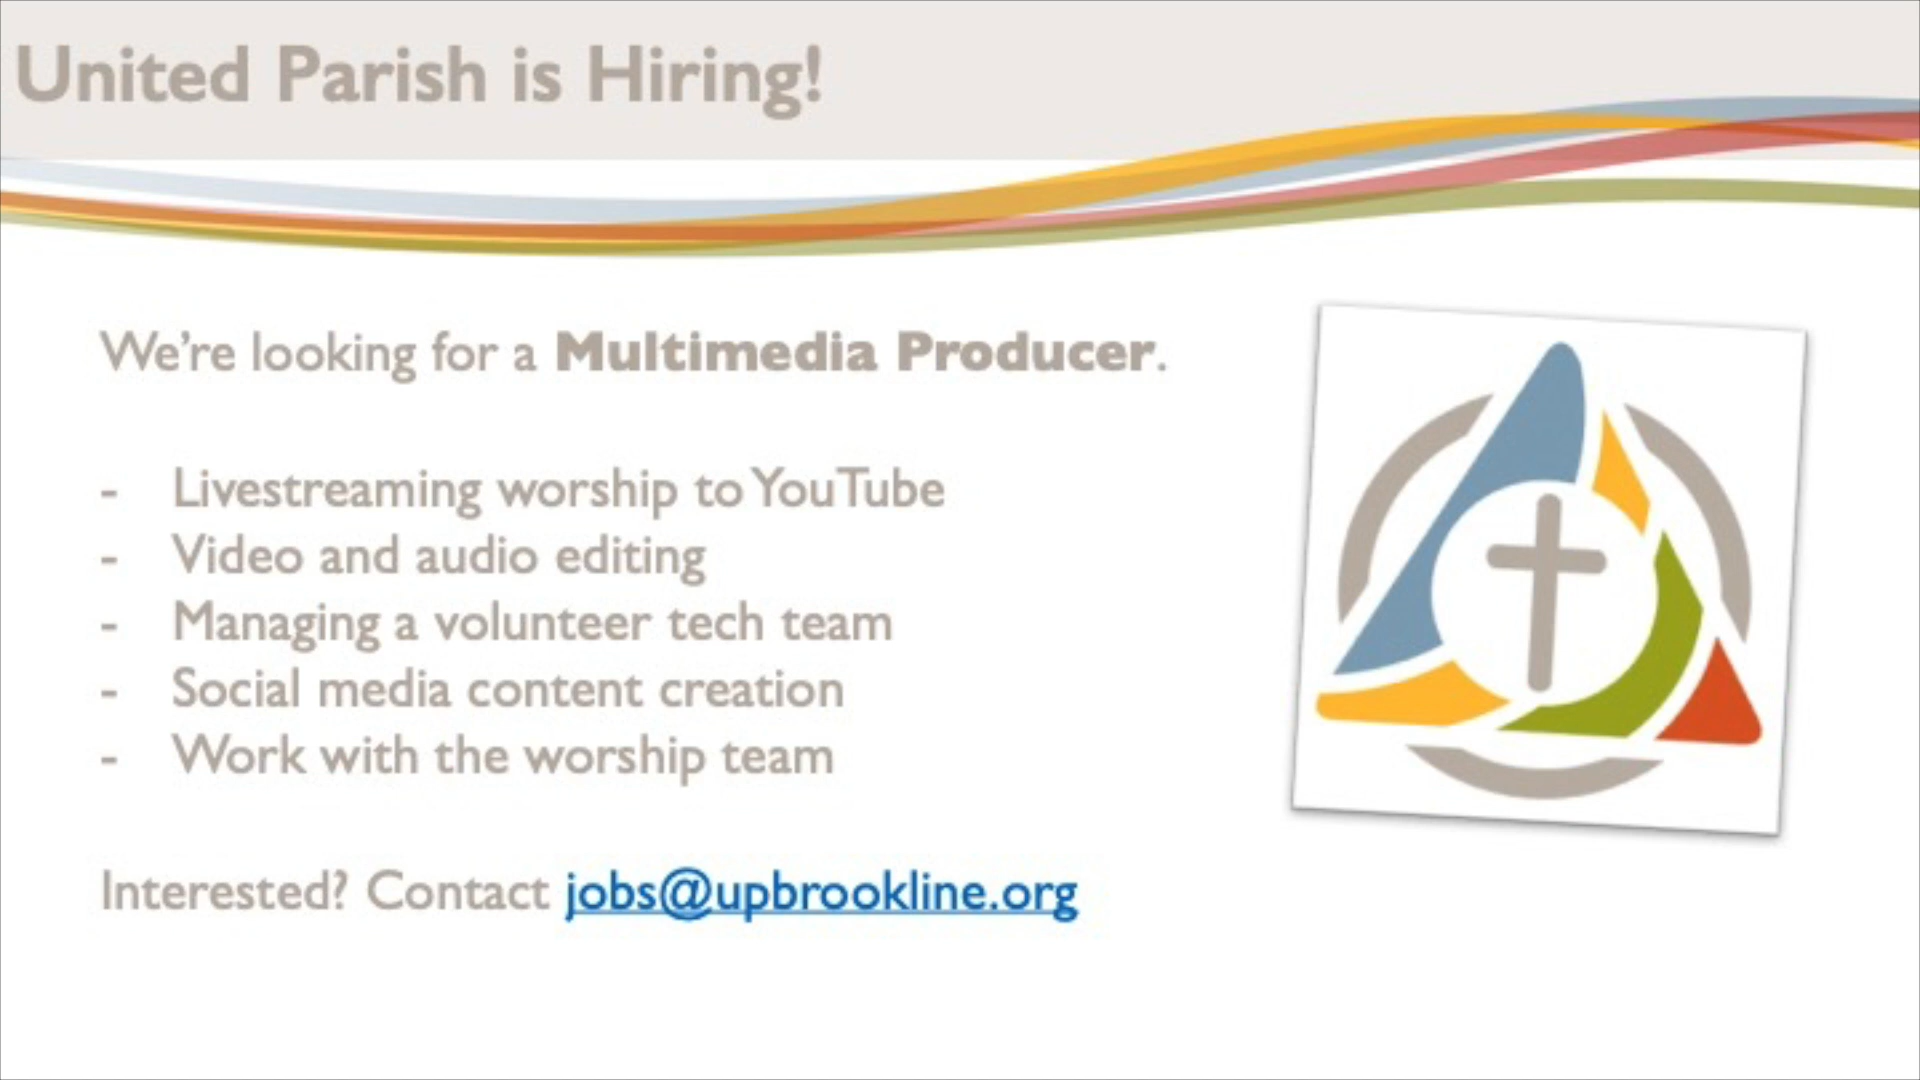 United Parish is Hiring!
We're looking for a Multimedia Producer.
- Livestreaming worship to YouTube
- Video and audio editing
- Managing a volunteer tech team
- Social media content creation
- Work with the worship team
Interested? Contact jobs@upbrookline.org